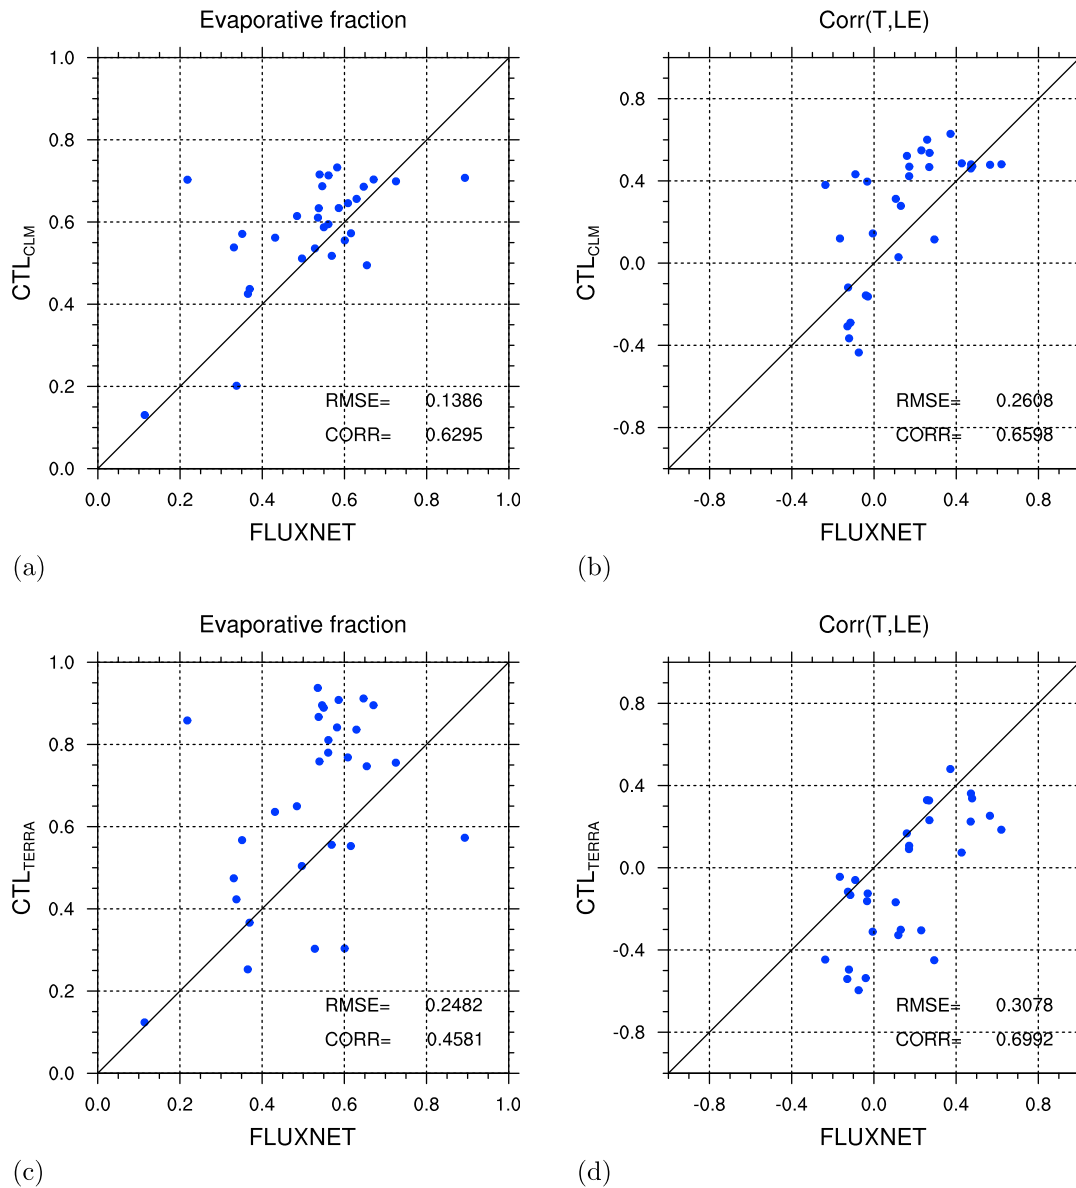 Evaporative fraction
1.0
0.8
0.6
0.4
0.2
0.0
CTL_CLM
RMSE= 0.1386
CORR= 0.6295
0.0 0.2 0.4 0.6 0.8 1.0
FLUXNET
(a)
Corr(T,LE)
0.8
0.4
0.0
-0.4
-0.8
CTL_CLM
RMSE= 0.2608
CORR= 0.6598
-0.8 -0.4 0.0 0.4 0.8
FLUXNET
(b)
Evaporative fraction
1.0
0.8
0.6
0.4
0.2
0.0
CTL_TERRA
RMSE= 0.2482
CORR= 0.4581
0.0 0.2 0.4 0.6 0.8 1.0
FLUXNET
(c)
Corr(T,LE)
0.8
0.4
0.0
-0.4
-0.8
CTL_TERRA
RMSE= 0.3078
CORR= 0.6992
-0.8 -0.4 0.0 0.4 0.8
FLUXNET
(d)